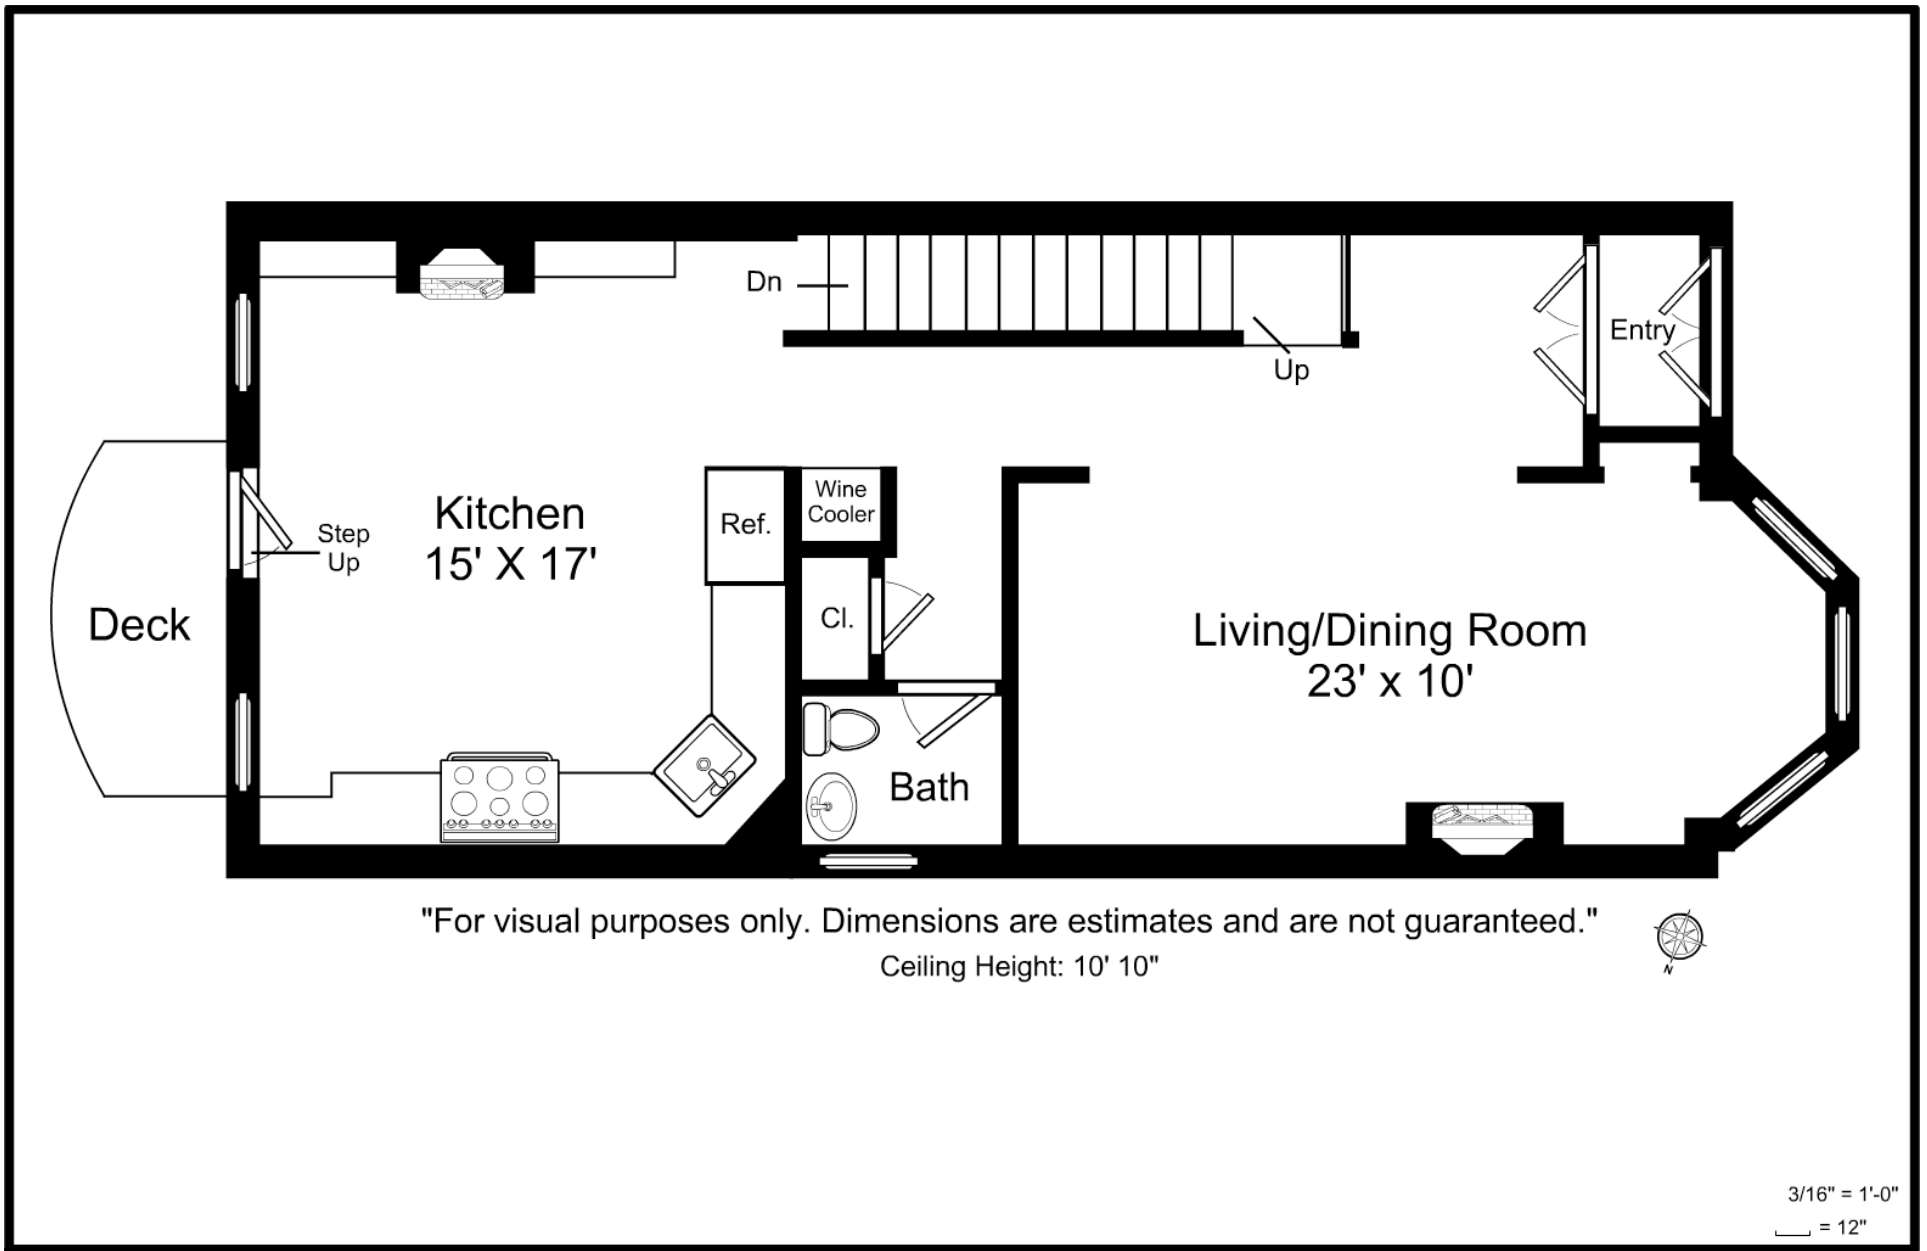 Dn
Entry
Up
Wine
Cooler
Kitchen
15' X 17'
Ref.
Step
Up
Deck
Cl.
Living/Dining Room
23' x 10'
Bath
"For visual purposes only. Dimensions are estimates and are not guaranteed."
Ceiling Height: 10' 10"
N
3/16" = 1'-0"
= 12"